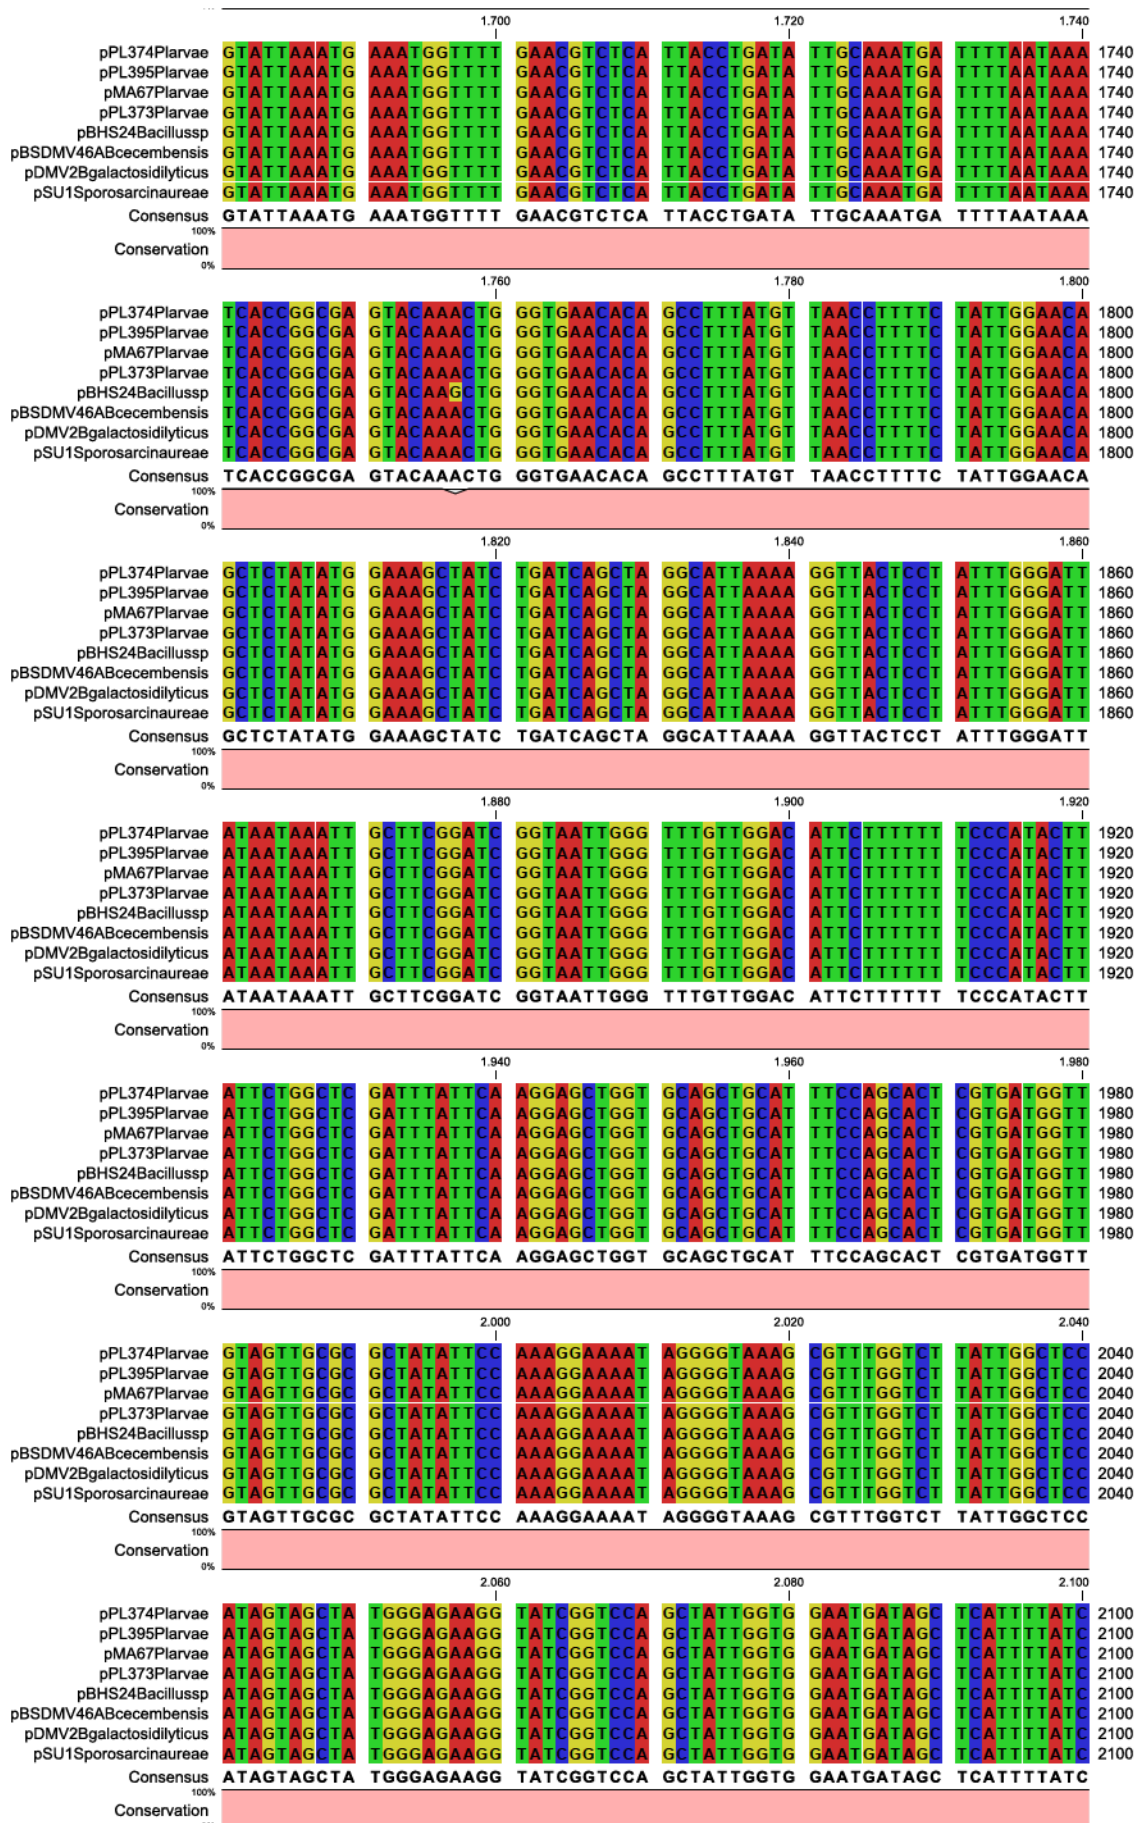 1.700 1.720 1.740
pPL374Plarvae GTATTAAATG AAATGGTTTT GAACGTCTCA TTACCTGATA TTGCAAATGA TTTTAATAAA 1740
pPL395Plarvae GTATTAAATG AAATGGTTTT GAACGTCTCA TTACCTGATA TTGCAAATGA TTTTAATAAA 1740
pMA67Plarvae GTATTAAATG AAATGGTTTT GAACGTCTCA TTACCTGATA TTGCAAATGA TTTTAATAAA 1740
pPL373Plarvae GTATTAAATG AAATGGTTTT GAACGTCTCA TTACCTGATA TTGCAAATGA TTTTAATAAA 1740
pBHS24Bacillussp GTATTAAATG AAATGGTTTT GAACGTCTCA TTACCTGATA TTGCAAATGA TTTTAATAAA 1740
pBSDMV46ABcecembensis GTATTAAATG AAATGGTTTT GAACGTCTCA TTACCTGATA TTGCAAATGA TTTTAATAAA 1740
pDMV2Bgalactosidilyticus GTATTAAATG AAATGGTTTT GAACGTCTCA TTACCTGATA TTGCAAATGA TTTTAATAAA 1740
pSU1Sporosarcinaureae GTATTAAATG AAATGGTTTT GAACGTCTCA TTACCTGATA TTGCAAATGA TTTTAATAAA 1740
Consensus GTATTAAATG AAATGGTTTT GAACGTCTCA TTACCTGATA TTGCAAATGA TTTTAATAAA
100%
Conservation
0%
1.760 1.780 1.800
pPL374Plarvae TCACCGGCGA GTACAAACTG GGTGAACACA GCCTTTATGT TAACCTTTTC TATTGGAACA 1800
pPL395Plarvae TCACCGGCGA GTACAAACTG GGTGAACACA GCCTTTATGT TAACCTTTTC TATTGGAACA 1800
pMA67Plarvae TCACCGGCGA GTACAAACTG GGTGAACACA GCCTTTATGT TAACCTTTTC TATTGGAACA 1800
pPL373Plarvae TCACCGGCGA GTACAAACTG GGTGAACACA GCCTTTATGT TAACCTTTTC TATTGGAACA 1800
pBHS24Bacillussp TCACCGGCGA GTACAAGCTG GGTGAACACA GCCTTTATGT TAACCTTTTC TATTGGAACA 1800
pBSDMV46ABcecembensis TCACCGGCGA GTACAAACTG GGTGAACACA GCCTTTATGT TAACCTTTTC TATTGGAACA 1800
pDMV2Bgalactosidilyticus TCACCGGCGA GTACAAACTG GGTGAACACA GCCTTTATGT TAACCTTTTC TATTGGAACA 1800
pSU1Sporosarcinaureae TCACCGGCGA GTACAAACTG GGTGAACACA GCCTTTATGT TAACCTTTTC TATTGGAACA 1800
Consensus TCACCGGCGA GTACAAACTG GGTGAACACA GCCTTTATGT TAACCTTTTC TATTGGAACA
100%
Conservation
0%
1.820 1.840 1.860
pPL374Plarvae GCTCTATATG GAAAGCTATC TGATCAGCTA GGCATTAAAA GGTTACTCCT ATTTGGGATT 1860
pPL395Plarvae GCTCTATATG GAAAGCTATC TGATCAGCTA GGCATTAAAA GGTTACTCCT ATTTGGGATT 1860
pMA67Plarvae GCTCTATATG GAAAGCTATC TGATCAGCTA GGCATTAAAA GGTTACTCCT ATTTGGGATT 1860
pPL373Plarvae GCTCTATATG GAAAGCTATC TGATCAGCTA GGCATTAAAA GGTTACTCCT ATTTGGGATT 1860
pBHS24Bacillussp GCTCTATATG GAAAGCTATC TGATCAGCTA GGCATTAAAA GGTTACTCCT ATTTGGGATT 1860
pBSDMV46ABcecembensis GCTCTATATG GAAAGCTATC TGATCAGCTA GGCATTAAAA GGTTACTCCT ATTTGGGATT 1860
pDMV2Bgalactosidilyticus GCTCTATATG GAAAGCTATC TGATCAGCTA GGCATTAAAA GGTTACTCCT ATTTGGGATT 1860
pSU1Sporosarcinaureae GCTCTATATG GAAAGCTATC TGATCAGCTA GGCATTAAAA GGTTACTCCT ATTTGGGATT 1860
Consensus GCTCTATATG GAAAGCTATC TGATCAGCTA GGCATTAAAA GGTTACTCCT ATTTGGGATT
100%
Conservation
0%
1.880 1.900 1.920
pPL374Plarvae ATAATAAATT GCTTCGGATC GGTAATTGGG TTTGTTGGAC ATTCTTTTTT TCCCATACTT 1920
pPL395Plarvae ATAATAAATT GCTTCGGATC GGTAATTGGG TTTGTTGGAC ATTCTTTTTT TCCCATACTT 1920
pMA67Plarvae ATAATAAATT GCTTCGGATC GGTAATTGGG TTTGTTGGAC ATTCTTTTTT TCCCATACTT 1920
pPL373Plarvae ATAATAAATT GCTTCGGATC GGTAATTGGG TTTGTTGGAC ATTCTTTTTT TCCCATACTT 1920
pBHS24Bacillussp ATAATAAATT GCTTCGGATC GGTAATTGGG TTTGTTGGAC ATTCTTTTTT TCCCATACTT 1920
pBSDMV46ABcecembensis ATAATAAATT GCTTCGGATC GGTAATTGGG TTTGTTGGAC ATTCTTTTTT TCCCATACTT 1920
pDMV2Bgalactosidilyticus ATAATAAATT GCTTCGGATC GGTAATTGGG TTTGTTGGAC ATTCTTTTTT TCCCATACTT 1920
pSU1Sporosarcinaureae ATAATAAATT GCTTCGGATC GGTAATTGGG TTTGTTGGAC ATTCTTTTTT TCCCATACTT 1920
Consensus ATAATAAATT GCTTCGGATC GGTAATTGGG TTTGTTGGAC ATTCTTTTTT TCCCATACTT
100%
Conservation
0%
1.940 1.960 1.980
pPL374Plarvae ATTCTGGCTC GATTTATTCA AGGAGCTGGT GCAGCTGCAT TTCCAGCACT CGTGATGGTT 1980
pPL395Plarvae ATTCTGGCTC GATTTATTCA AGGAGCTGGT GCAGCTGCAT TTCCAGCACT CGTGATGGTT 1980
pMA67Plarvae ATTCTGGCTC GATTTATTCA AGGAGCTGGT GCAGCTGCAT TTCCAGCACT CGTGATGGTT 1980
pPL373Plarvae ATTCTGGCTC GATTTATTCA AGGAGCTGGT GCAGCTGCAT TTCCAGCACT CGTGATGGTT 1980
pBHS24Bacillussp ATTCTGGCTC GATTTATTCA AGGAGCTGGT GCAGCTGCAT TTCCAGCACT CGTGATGGTT 1980
pBSDMV46ABcecembensis ATTCTGGCTC GATTTATTCA AGGAGCTGGT GCAGCTGCAT TTCCAGCACT CGTGATGGTT 1980
pDMV2Bgalactosidilyticus ATTCTGGCTC GATTTATTCA AGGAGCTGGT GCAGCTGCAT TTCCAGCACT CGTGATGGTT 1980
pSU1Sporosarcinaureae ATTCTGGCTC GATTTATTCA AGGAGCTGGT GCAGCTGCAT TTCCAGCACT CGTGATGGTT 1980
Consensus ATTCTGGCTC GATTTATTCA AGGAGCTGGT GCAGCTGCAT TTCCAGCACT CGTGATGGTT
100%
Conservation
0%
2.000 2.020 2.040
pPL374Plarvae GTAGTTGCGC GCTATATTCC AAAGGAAAAT AGGGGTAAAG CGTTTGGTCT TATTGGCTCC 2040
pPL395Plarvae GTAGTTGCGC GCTATATTCC AAAGGAAAAT AGGGGTAAAG CGTTTGGTCT TATTGGCTCC 2040
pMA67Plarvae GTAGTTGCGC GCTATATTCC AAAGGAAAAT AGGGGTAAAG CGTTTGGTCT TATTGGCTCC 2040
pPL373Plarvae GTAGTTGCGC GCTATATTCC AAAGGAAAAT AGGGGTAAAG CGTTTGGTCT TATTGGCTCC 2040
pBHS24Bacillussp GTAGTTGCGC GCTATATTCC AAAGGAAAAT AGGGGTAAAG CGTTTGGTCT TATTGGCTCC 2040
pBSDMV46ABcecembensis GTAGTTGCGC GCTATATTCC AAAGGAAAAT AGGGGTAAAG CGTTTGGTCT TATTGGCTCC 2040
pDMV2Bgalactosidilyticus GTAGTTGCGC GCTATATTCC AAAGGAAAAT AGGGGTAAAG CGTTTGGTCT TATTGGCTCC 2040
pSU1Sporosarcinaureae GTAGTTGCGC GCTATATTCC AAAGGAAAAT AGGGGTAAAG CGTTTGGTCT TATTGGCTCC 2040
Consensus GTAGTTGCGC GCTATATTCC AAAGGAAAAT AGGGGTAAAG CGTTTGGTCT TATTGGCTCC
100%
Conservation
0%
2.060 2.080 2.100
pPL374Plarvae ATAGTAGCTA TGGGAGAAGG TATCGGTCCA GCTATTGGTG GAATGATAGC TCATTTTATC 2100
pPL395Plarvae ATAGTAGCTA TGGGAGAAGG TATCGGTCCA GCTATTGGTG GAATGATAGC TCATTTTATC 2100
pMA67Plarvae ATAGTAGCTA TGGGAGAAGG TATCGGTCCA GCTATTGGTG GAATGATAGC TCATTTTATC 2100
pPL373Plarvae ATAGTAGCTA TGGGAGAAGG TATCGGTCCA GCTATTGGTG GAATGATAGC TCATTTTATC 2100
pBHS24Bacillussp ATAGTAGCTA TGGGAGAAGG TATCGGTCCA GCTATTGGTG GAATGATAGC TCATTTTATC 2100
pBSDMV46ABcecembensis ATAGTAGCTA TGGGAGAAGG TATCGGTCCA GCTATTGGTG GAATGATAGC TCATTTTATC 2100
pDMV2Bgalactosidilyticus ATAGTAGCTA TGGGAGAAGG TATCGGTCCA GCTATTGGTG GAATGATAGC TCATTTTATC 2100
pSU1Sporosarcinaureae ATAGTAGCTA TGGGAGAAGG TATCGGTCCA GCTATTGGTG GAATGATAGC TCATTTTATC 2100
Consensus ATAGTAGCTA TGGGAGAAGG TATCGGTCCA GCTATTGGTG GAATGATAGC TCATTTTATC
100%
Conservation